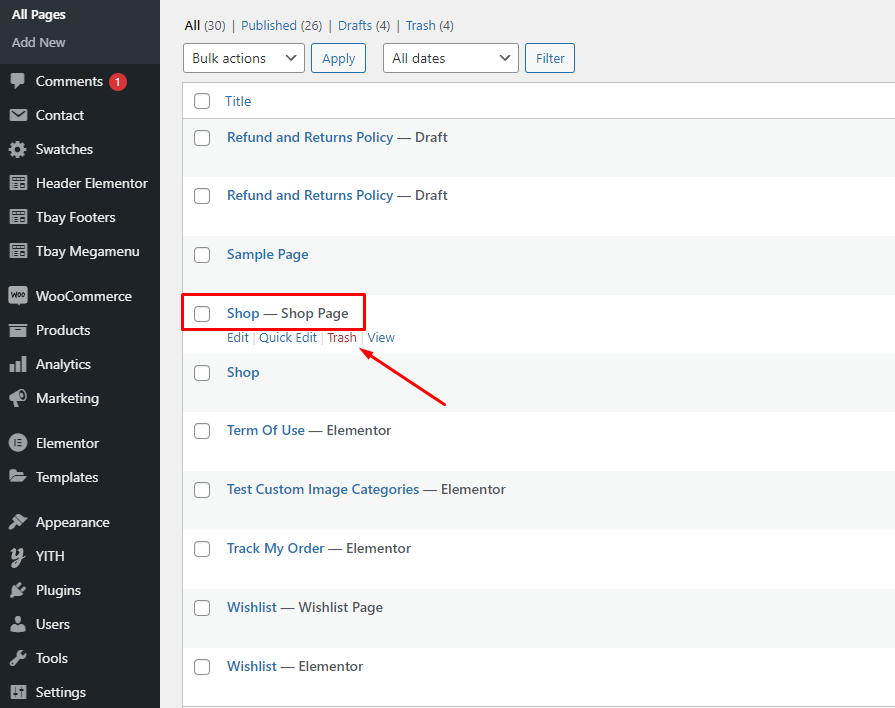 All Pages
Add New
Comments 1
Contact
Swatches
Header Elementor
Tbay Footers
Tbay Megamenu
WooCommerce
Products
Analytics
Marketing
Elementor
Templates
Appearance
YITH
Plugins
Users
Tools
Settings
All (30) | Published (26) | Drafts (4) | Trash (4)
Bulk actions Apply All dates Filter
Title
Refund and Returns Policy — Draft
Refund and Returns Policy — Draft
Sample Page
Shop — Shop Page
Edit | Quick Edit | Trash | View
Shop
Term Of Use — Elementor
Test Custom Image Categories — Elementor
Track My Order — Elementor
Wishlist — Wishlist Page
Wishlist — Elementor